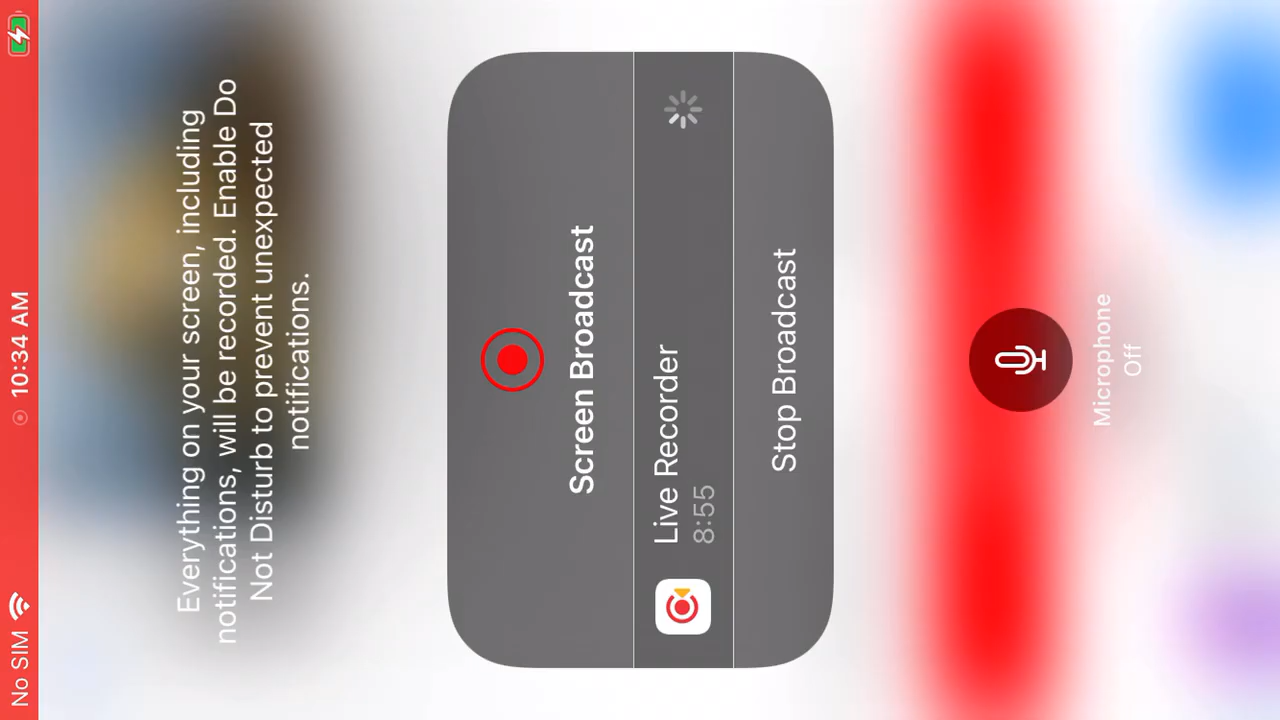 No SIM 10:34 AM
Everything on your screen, including
notifications, will be recorded. Enable Do
Not Disturb to prevent unexpected
notifications.
Screen Broadcast
Live Recorder
8:55
Stop Broadcast
Microphone
Off